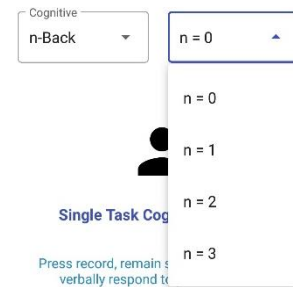 Cognitive
n-Back
n = 0
n = 0
n = 1
n = 2
n = 3
Single Task Cog
Press record, remain
verbally respond